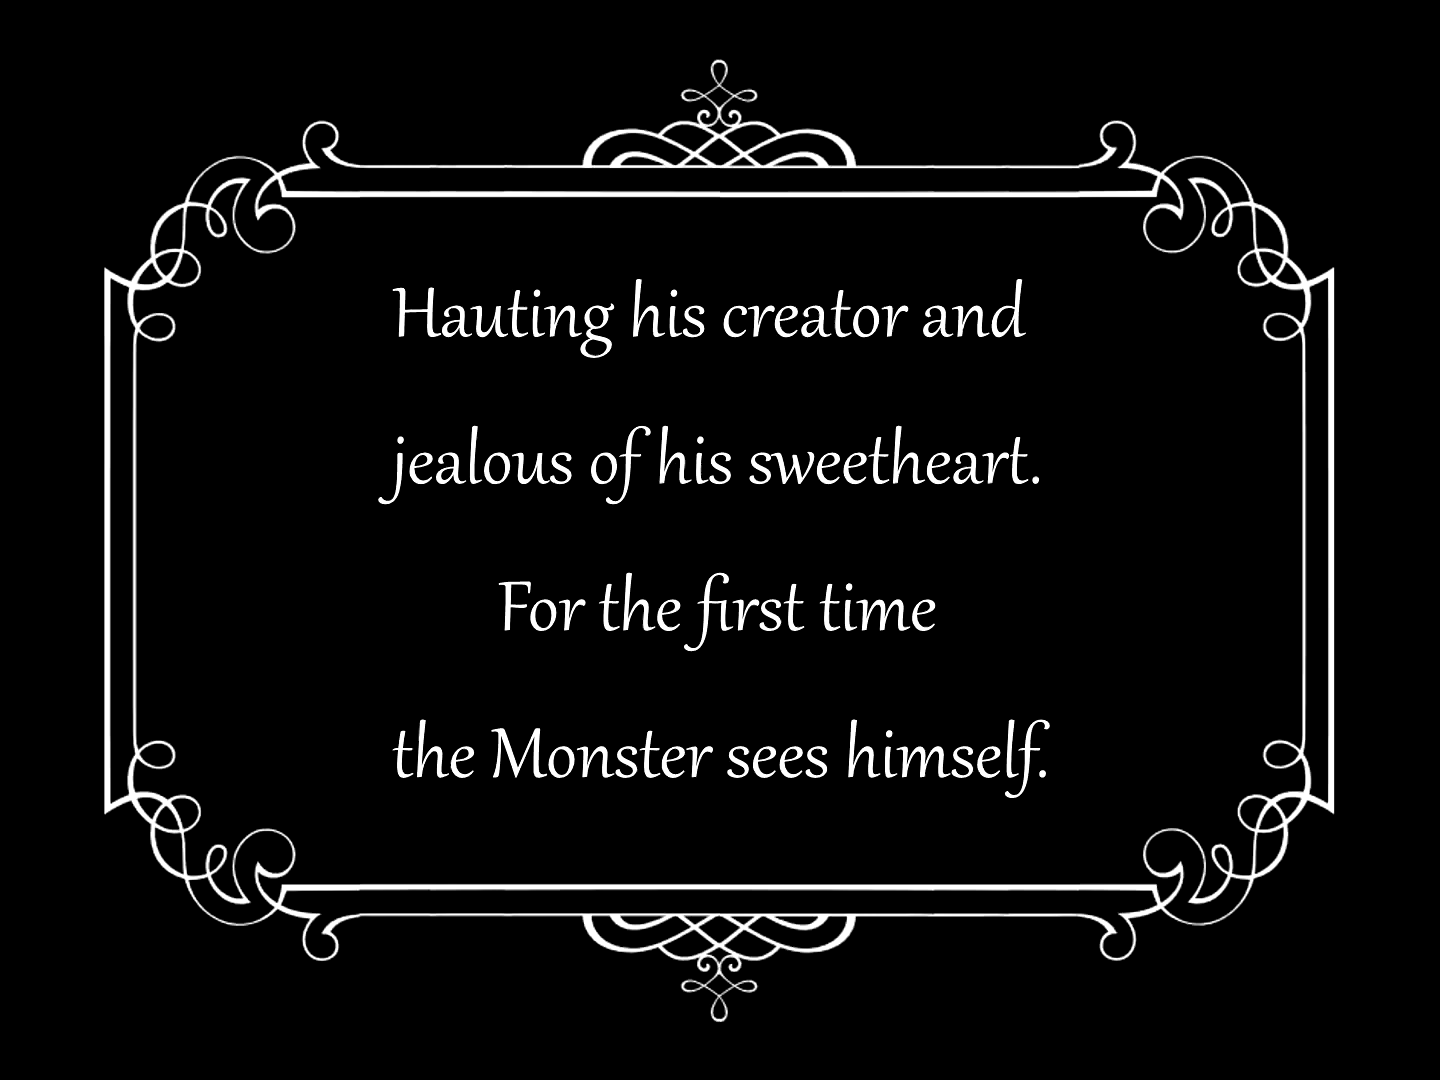 Hauting his creator and
jealous of his sweetheart.
For the first time
the Monster sees himself.